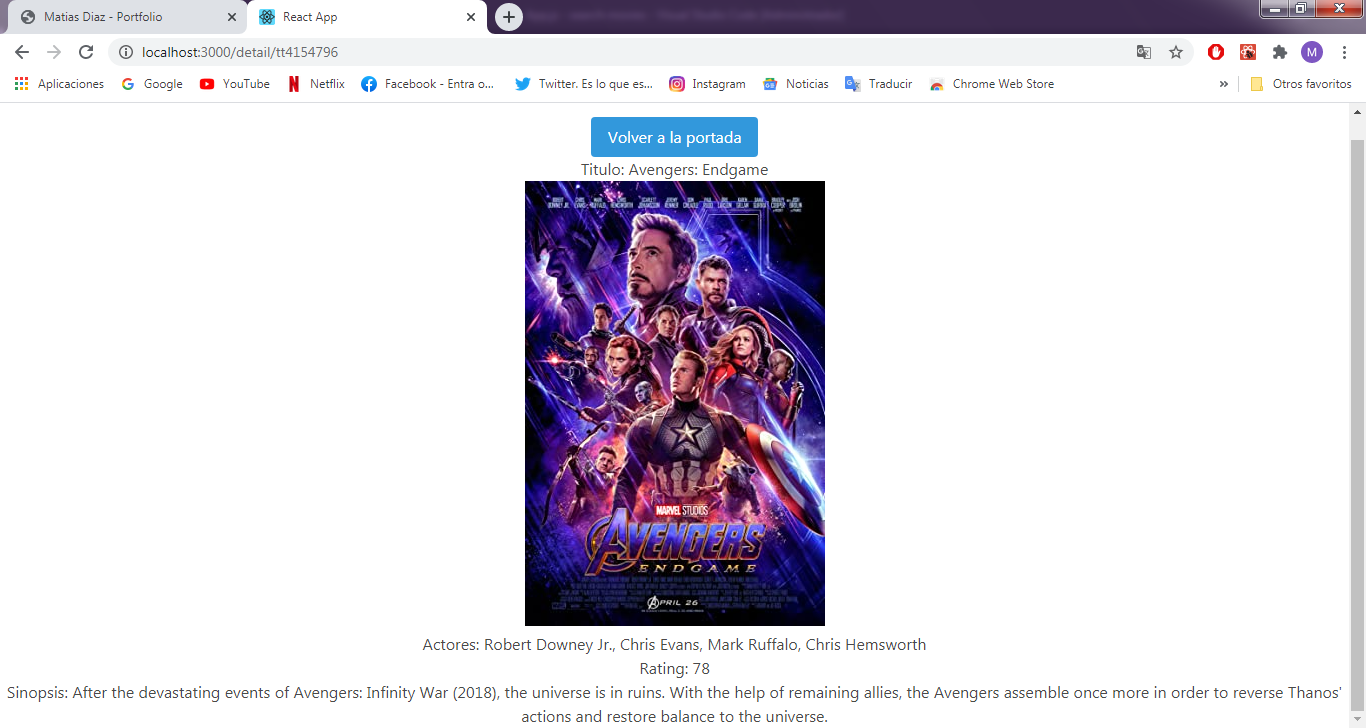 Matias Diaz - Portfolio
React App
localhost:3000/detail/tt4154796
M
Aplicaciones
Google
YouTube
Netflix
Facebook - Entra o...
Twitter. Es lo que es...
Instagram
Noticias
Traducir
Chrome Web Store
»
Otros favoritos
Volver a la portada
Titulo: Avengers: Endgame
MARVEL STUDIOS
AVENGERS
ENDGAME
APRIL 26
Actores: Robert Downey Jr., Chris Evans, Mark Ruffalo, Chris Hemsworth
Rating: 78
Sinopsis: After the devastating events of Avengers: Infinity War (2018), the universe is in ruins. With the help of remaining allies, the Avengers assemble once more in order to reverse Thanos'
actions and restore balance to the universe.